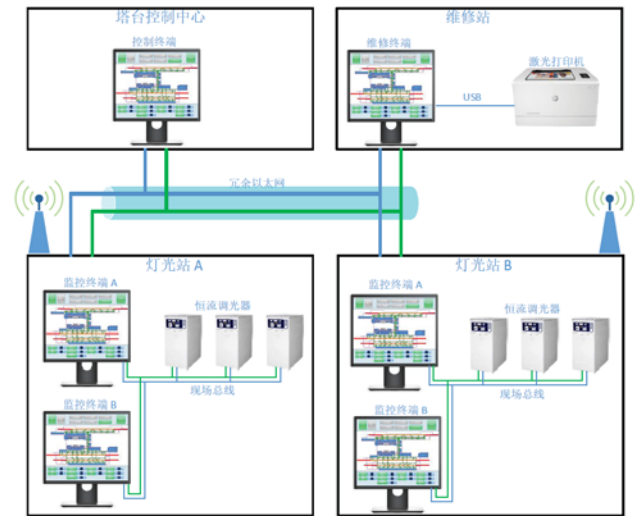 塔台控制中心
控制终端
维修站
维修终端
激光打印机
USB
冗余以太网
灯光站 A
监控终端 A
恒流调光器
现场总线
监控终端 B
灯光站 B
监控终端 A
恒流调光器
现场总线
监控终端 B